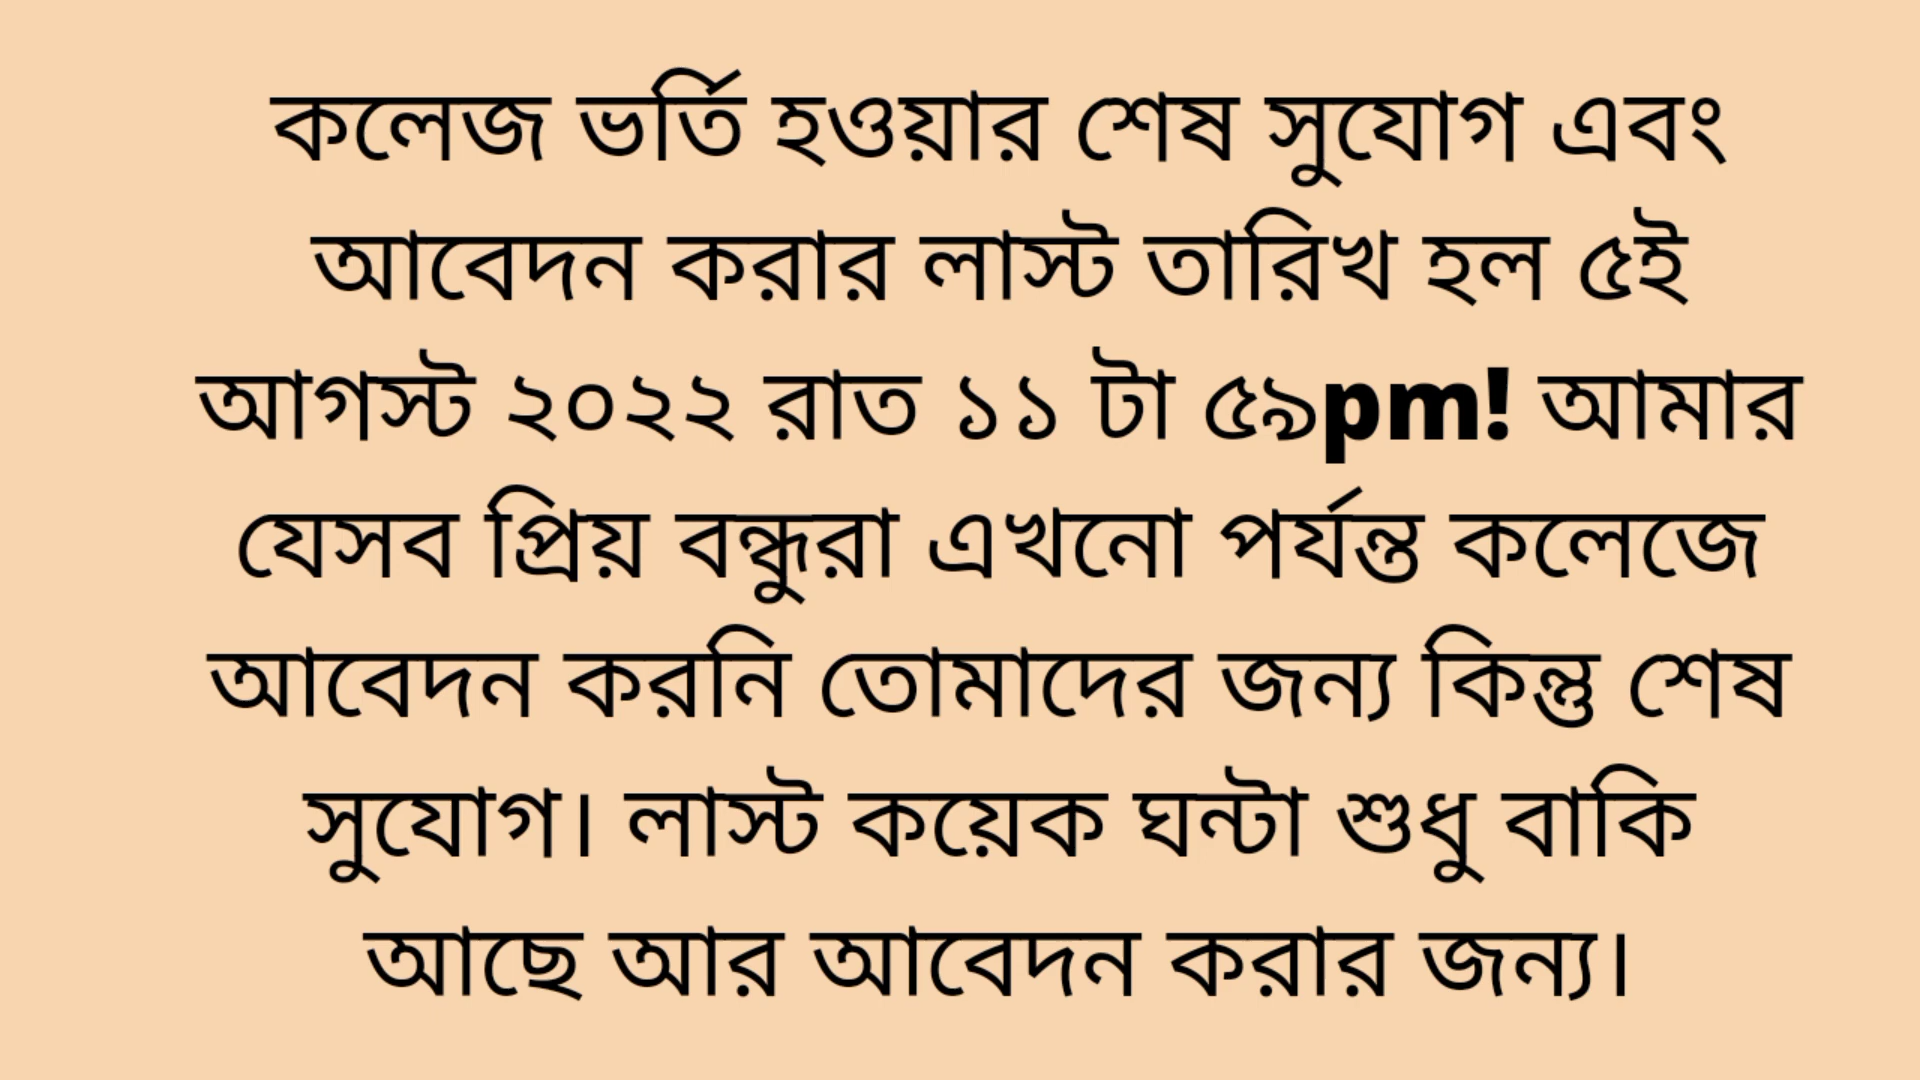 কলেজ ভর্তি হওয়ার শেষ সুযোগ এবং
আবেদন করার লাস্ট তারিখ হল ৫ই
আগস্ট ২০২২ রাত ১১ টা ৫৯pm! আমার
যেসব প্রিয় বন্ধুরা এখনো পর্যন্ত কলেজে
আবেদন করনি তোমাদের জন্য কিন্তু শেষ
সুযোগ। লাস্ট কয়েক ঘন্টা শুধু বাকি
আছে আর আবেদন করার জন্য।